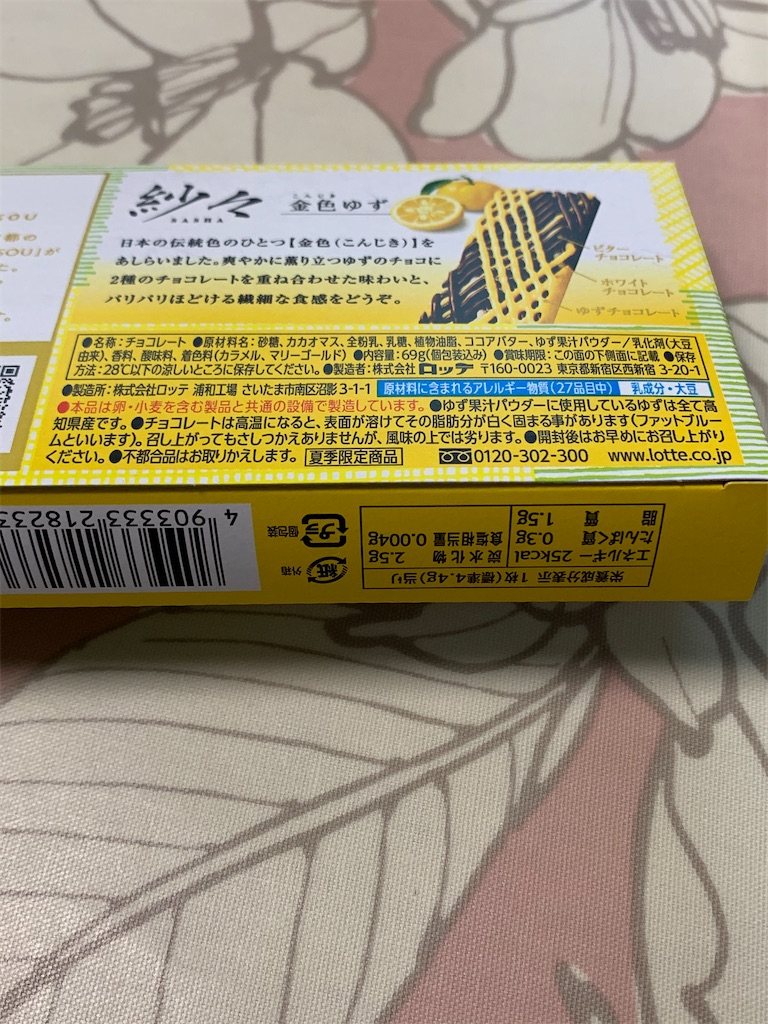 SOU
都の
SOU」が
た。
す。
紗々
SASHA
こんじき
金色ゆず
日本の伝統色のひとつ【金色(こんじき)】を
あしらいました。爽やかに薫り立つゆずのチョコに
2種のチョコレートを重ね合わせた味わいと、
パリパリほどける繊細な食感をどうぞ。
ビター
チョコレート
ホワイト
チョコレート
ゆずチョコレート
●名称:チョコレート ●原材料名:砂糖、カカオマス、全粉乳、乳糖、植物油脂、ココアバター、ゆず果汁パウダー/乳化剤(大豆
由来)、香料、酸味料、着色料(カラメル、マリーゴールド) ●内容量:69g(個包装込み) ●賞味期限:この面の下側面に記載 ●保存
方法:28℃以下の涼しいところに保存してください。●製造者:株式会社 ロッテ 〒160-0023 東京都新宿区西新宿 3-20-1
●製造所:株式会社ロッテ 浦和工場 さいたま市南区沼影3-1-1 原材料に含まれるアレルギー物質(27品目中) 乳成分・大豆
●本品は卵・小麦を含む製品と共通の設備で製造しています。●ゆず果汁パウダーに使用しているゆずは全て高
知県産です。●チョコレートは高温になると、表面が溶けてその脂肪分が白く固まる事があります(ファットブルー
ムといいます)。召し上がってもさしつかえありませんが、風味の上では劣ります。●開封後はお早めにお召し上がり
ください。●不都合品はお取りかえします。 夏季限定商品 0120-302-300 www.lotte.co.jp
栄養成分表示 1枚(標準4.4g)当り
エネルギー 25kcal 炭水化物 2.5g
たんぱく質 0.3g 食塩相当量 0.004g
脂質 1.5g
紙 外箱
プラ 個包装
4 903333 218233